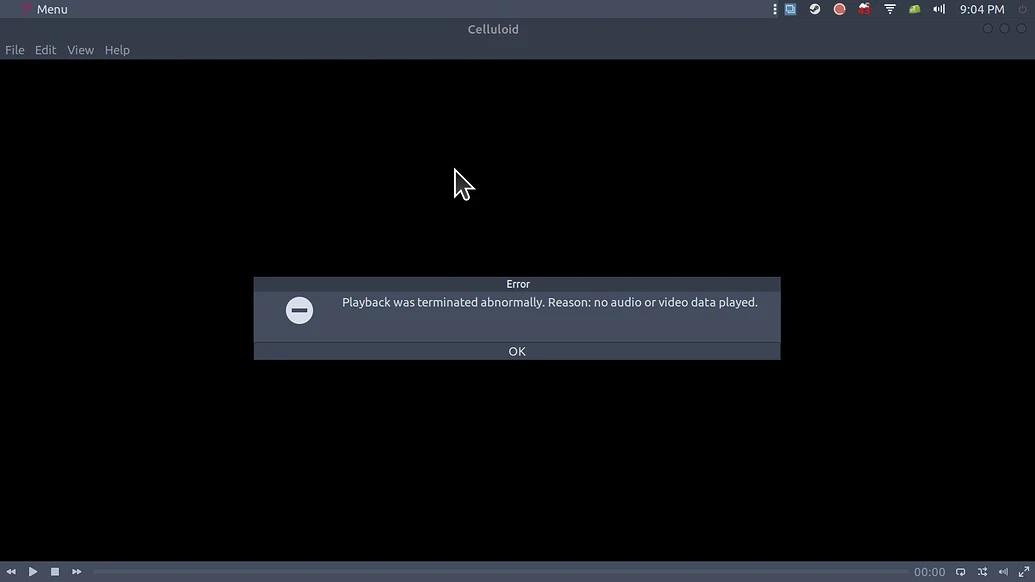 Menu
43
9:04 PM
Celluloid
File Edit View Help
Error
Playback was terminated abnormally. Reason: no audio or video data played.
OK
00:00